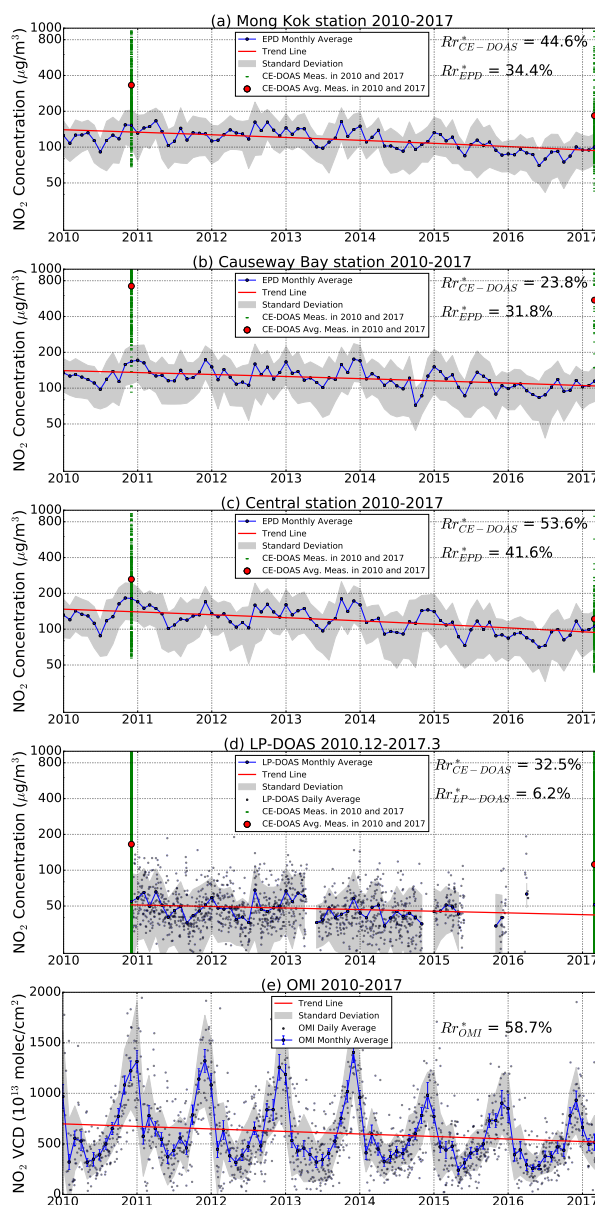 (a) Mong Kok station 2010-2017
NO2 Concentration (μg/m³)
1000
400
200
100
50
EPD Monthly Average
Trend Line
Standard Deviation
CE-DOAS Meas. in 2010 and 2017
CE-DOAS Avg. Meas. in 2010 and 2017
Rr*CE−DOAS = 44.6%
Rr*EPD = 34.4%
2010 2011 2012 2013 2014 2015 2016 2017
(b) Causeway Bay station 2010-2017
NO2 Concentration (μg/m³)
1000
400
200
100
50
EPD Monthly Average
Trend Line
Standard Deviation
CE-DOAS Meas. in 2010 and 2017
CE-DOAS Avg. Meas. in 2010 and 2017
Rr*CE−DOAS = 23.8%
Rr*EPD = 31.8%
2010 2011 2012 2013 2014 2015 2016 2017
(c) Central station 2010-2017
NO2 Concentration (μg/m³)
1000
400
200
100
50
EPD Monthly Average
Trend Line
Standard Deviation
CE-DOAS Meas. in 2010 and 2017
CE-DOAS Avg. Meas. in 2010 and 2017
Rr*CE−DOAS = 53.6%
Rr*EPD = 41.6%
2010 2011 2012 2013 2014 2015 2016 2017
(d) LP-DOAS 2010.12-2017.3
NO2 Concentration (μg/m³)
1000
400
200
100
50
LP-DOAS Monthly Average
Trend Line
Standard Deviation
LP-DOAS Daily Average
CE-DOAS Meas. in 2010 and 2017
CE-DOAS Avg. Meas. in 2010 and 2017
Rr*CE−DOAS = 32.5%
Rr*LP−DOAS = 6.2%
2010 2011 2012 2013 2014 2015 2016 2017
(e) OMI 2010-2017
NO2 VCD (10¹³ molec/cm²)
2000
1500
1000
500
0
Trend Line
Standard Deviation
OMI Daily Average
OMI Monthly Average
Rr*OMI = 58.7%
2010 2011 2012 2013 2014 2015 2016 2017